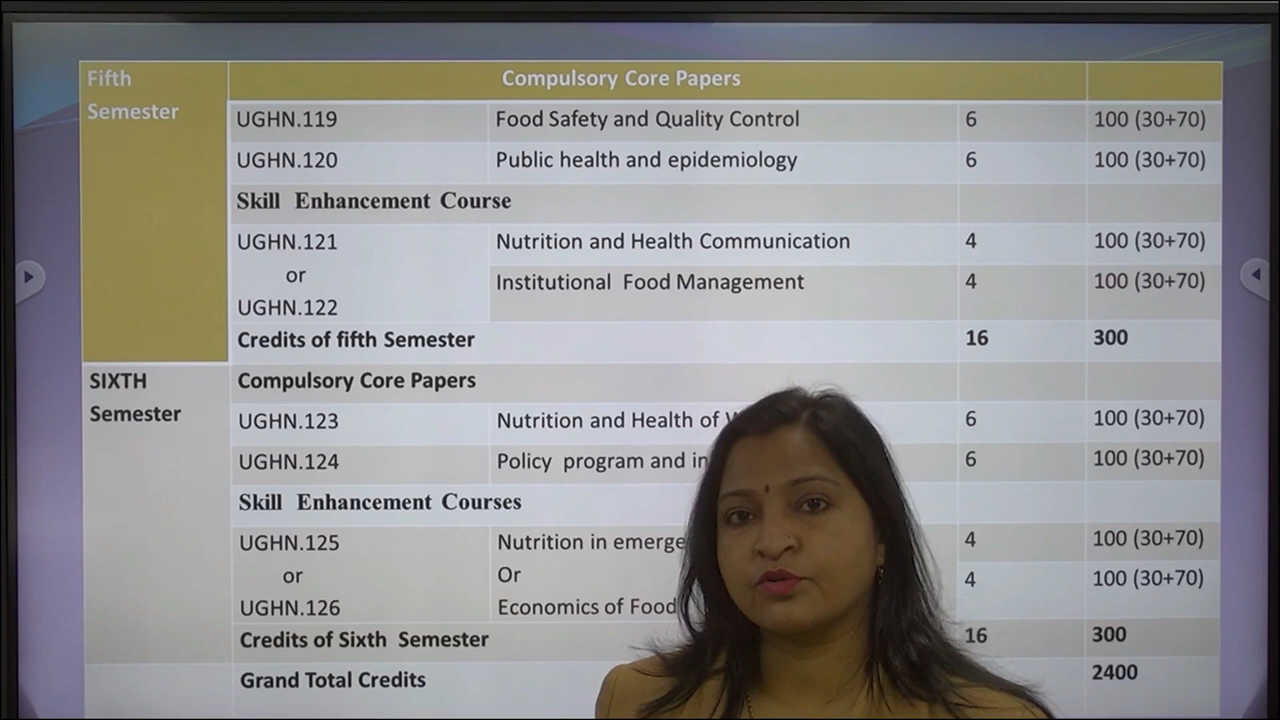 Fifth Semester Compulsory Core Papers
UGHN.119 Food Safety and Quality Control 6 100 (30+70)
UGHN.120 Public health and epidemiology 6 100 (30+70)
Skill Enhancement Course
UGHN.121 Nutrition and Health Communication 4 100 (30+70)
or
UGHN.122 Institutional Food Management 4 100 (30+70)
Credits of fifth Semester 16 300
SIXTH Semester Compulsory Core Papers
UGHN.123 Nutrition and Health of 6 100 (30+70)
UGHN.124 Policy program and 6 100 (30+70)
Skill Enhancement Courses
UGHN.125 Nutrition in 4 100 (30+70)
or Or 4 100 (30+70)
UGHN.126 Economics of Food
Credits of Sixth Semester 16 300
Grand Total Credits 2400